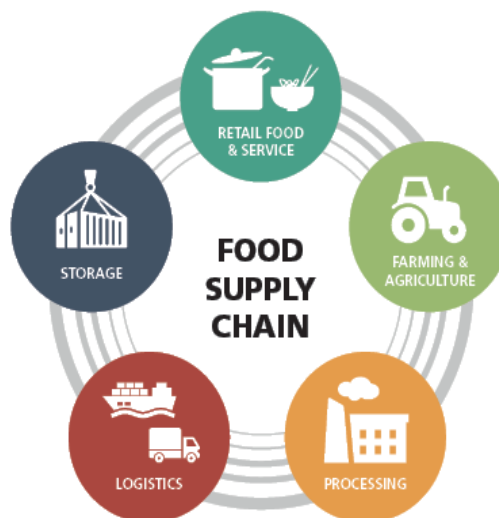 RETAIL FOOD
& SERVICE
FARMING &
AGRICULTURE
PROCESSING
LOGISTICS
STORAGE
FOOD
SUPPLY
CHAIN